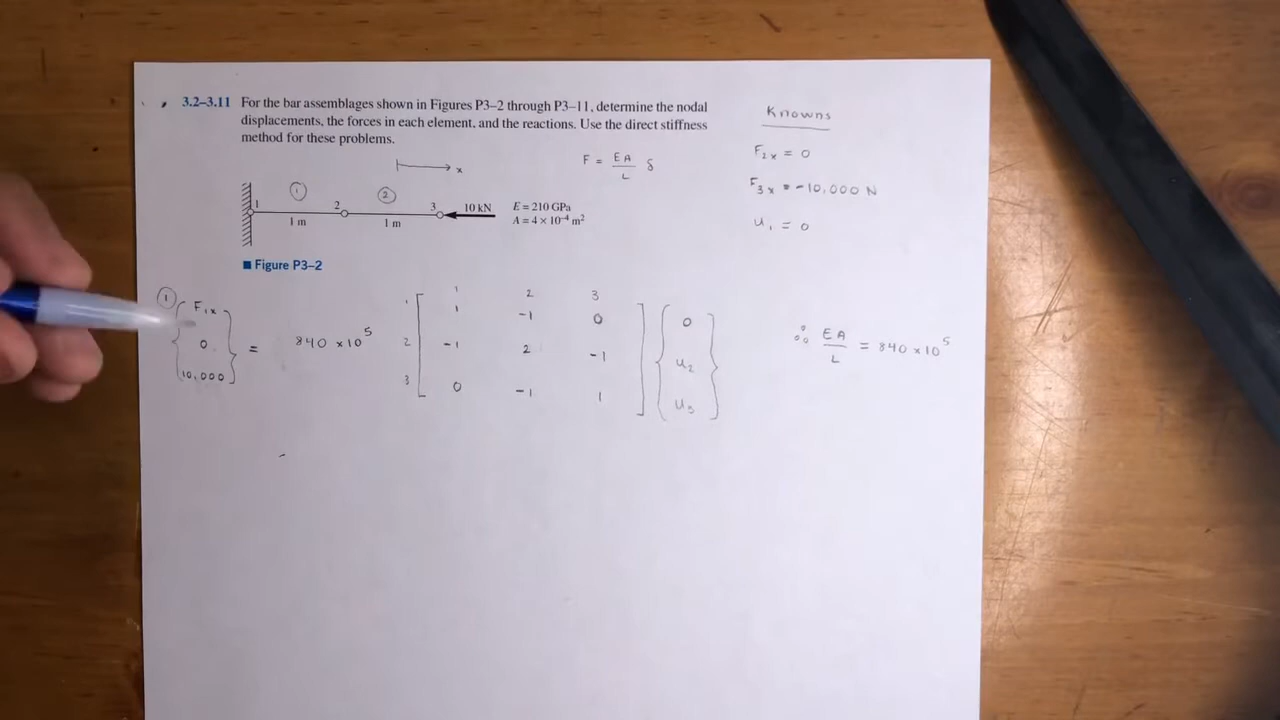 3.2–3.11 For the bar assemblages shown in Figures P3–2 through P3–11, determine the nodal
displacements, the forces in each element, and the reactions. Use the direct stiffness
method for these problems.
Knowns
F = EA/L δ
F2x = 0
F3x = -10,000 N
u1 = 0
x
1 2
1 2 3 10 kN
1 m 1 m
E = 210 GPa
A = 4 × 10⁻⁴ m²
■ Figure P3–2
1
F1x
0
10,000
= 840 x 10⁵
1 2 3
1 1 -1 0
2 -1 2 -1
3 0 -1 1
0
u2
u3
∴ EA/L = 840 x 10⁵